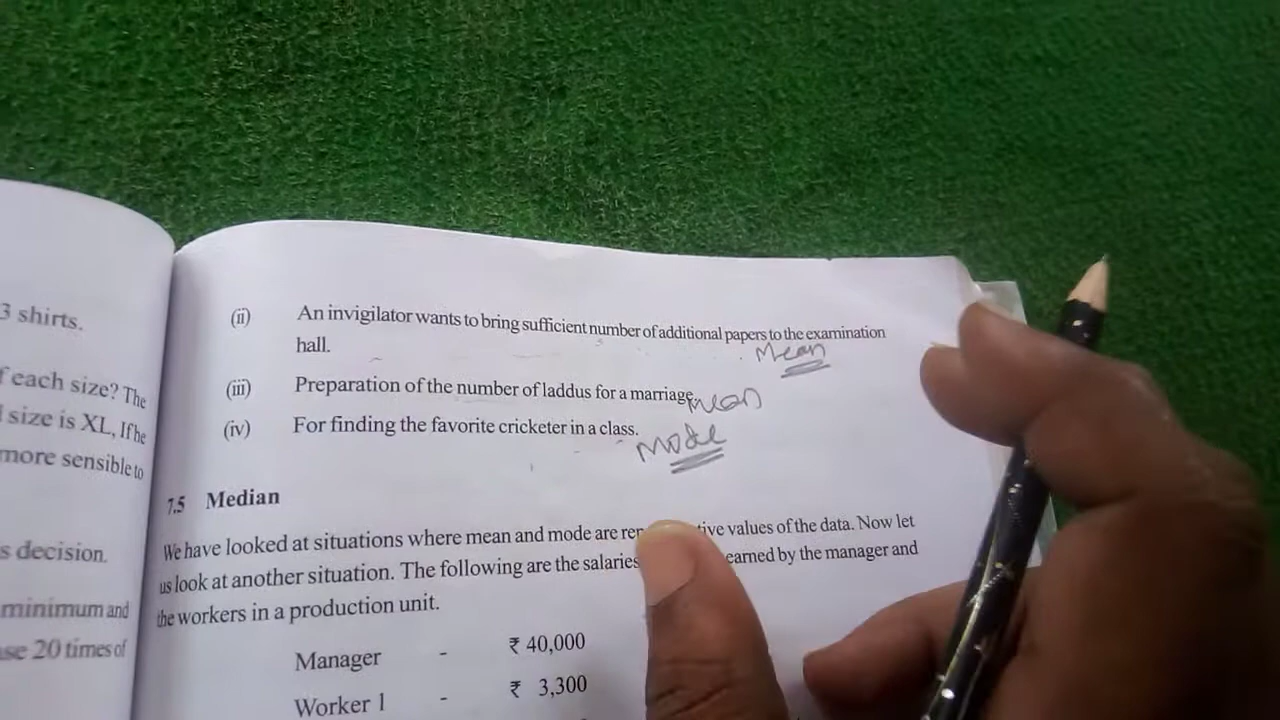 3 shirts.
f each size? The
size is XL, If he
more sensible to
s decision.
minimum and
20 times of
(ii) An invigilator wants to bring sufficient number of additional papers to the examination
hall.
Mean
(iii) Preparation of the number of laddus for a marriage.
Mean
(iv) For finding the favorite cricketer in a class.
Mode
7.5 Median
We have looked at situations where mean and mode are rep tive values of the data. Now let
us look at another situation. The following are the salaries earned by the manager and
the workers in a production unit.
Manager - ₹ 40,000
Worker 1 - ₹ 3,300